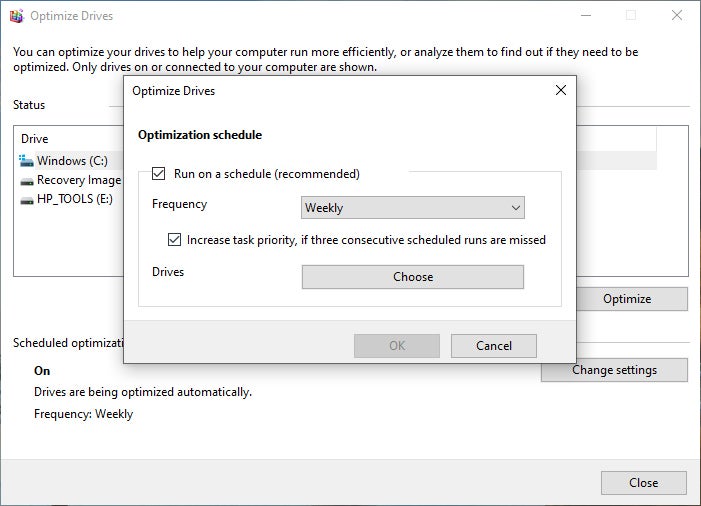 Optimize Drives
You can optimize your drives to help your computer run more efficiently, or analyze them to find out if they need to be
optimized. Only drives on or connected to your computer are shown.
Status
Drive
Windows (C:)
Recovery Image
HP_TOOLS (E:)
Optimize Drives
Optimization schedule
Run on a schedule (recommended)
Frequency
Weekly
Increase task priority, if three consecutive scheduled runs are missed
Drives
Choose
OK
Cancel
Optimize
Scheduled optimizati
On
Change settings
Drives are being optimized automatically.
Frequency: Weekly
Close